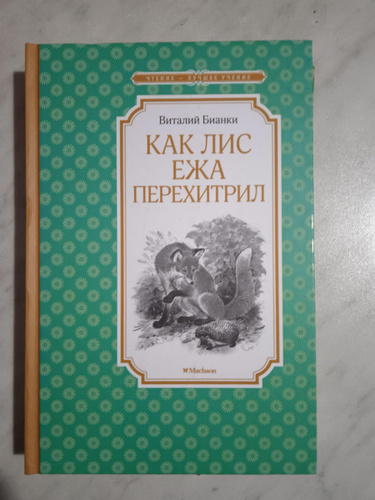 ЧТЕНИЕ – ЛУЧШЕЕ УЧЕНИЕ
Виталий Бианки
КАК ЛИС
ЕЖА
ПЕРЕХИТРИЛ
Machaon